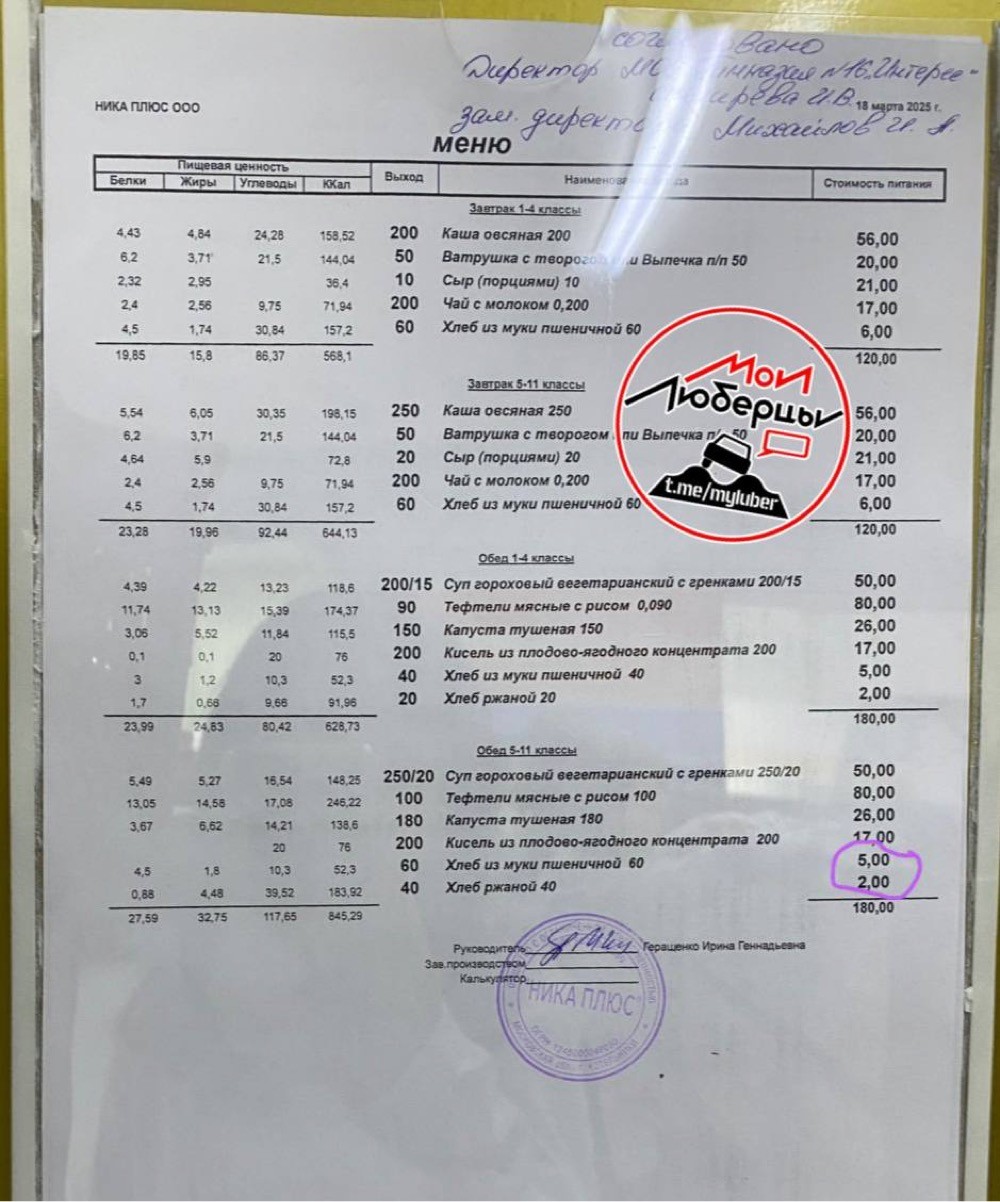 согласовано
Директор МОУ гимназия №16 "Интерес"
НИКА ПЛЮС ООО
18 марта 2025 г.
зам. директора Михайлов И. А.
меню
Пищевая ценность
Белки Жиры Углеводы ККал Выход Стоимость питания
Завтрак 1-4 классы
4,43 4,84 24,28 158,52 200 Каша овсяная 200 56,00
6,2 3,71 21,5 144,04 50 Ватрушка с творогом или Выпечка п/п 50 20,00
2,32 2,95 36,4 10 Сыр (порциями) 10 21,00
2,4 2,56 9,75 71,94 200 Чай с молоком 0,200 17,00
4,5 1,74 30,84 157,2 60 Хлеб из муки пшеничной 60 6,00
19,85 15,8 86,37 568,1 120,00
Завтрак 5-11 классы
5,54 6,05 30,35 198,15 250 Каша овсяная 250 56,00
6,2 3,71 21,5 144,04 50 Ватрушка с творогом или Выпечка п/п 50 20,00
4,64 5,9 72,8 20 Сыр (порциями) 20 21,00
2,4 2,56 9,75 71,94 200 Чай с молоком 0,200 17,00
4,5 1,74 30,84 157,2 60 Хлеб из муки пшеничной 60 6,00
23,28 19,96 92,44 644,13 120,00
Мои
Люберцы
t.me/myluber
Обед 1-4 классы
4,39 4,22 13,23 118,6 200/15 Суп гороховый вегетарианский с гренками 200/15 50,00
11,74 13,13 15,39 174,37 90 Тефтели мясные с рисом 0,090 80,00
3,06 5,52 11,84 115,5 150 Капуста тушеная 150 26,00
0,1 0,1 20 76 200 Кисель из плодово-ягодного концентрата 200 17,00
3 1,2 10,3 52,3 40 Хлеб из муки пшеничной 40 5,00
1,7 0,66 9,66 91,96 20 Хлеб ржаной 20 2,00
23,99 24,83 80,42 628,73 180,00
Обед 5-11 классы
5,49 5,27 16,54 148,25 250/20 Суп гороховый вегетарианский с гренками 250/20 50,00
13,05 14,58 17,08 246,22 100 Тефтели мясные с рисом 100 80,00
3,67 6,62 14,21 138,6 180 Капуста тушеная 180 26,00
20 76 200 Кисель из плодово-ягодного концентрата 200 17,00
4,5 1,8 10,3 52,3 60 Хлеб из муки пшеничной 60 5,00
0,88 4,48 39,52 183,92 40 Хлеб ржаной 40 2,00
27,59 32,75 117,65 845,29 180,00
Руководитель Геращенко Ирина Геннадьевна
Зав.производством
Калькулятор
НИКА ПЛЮС